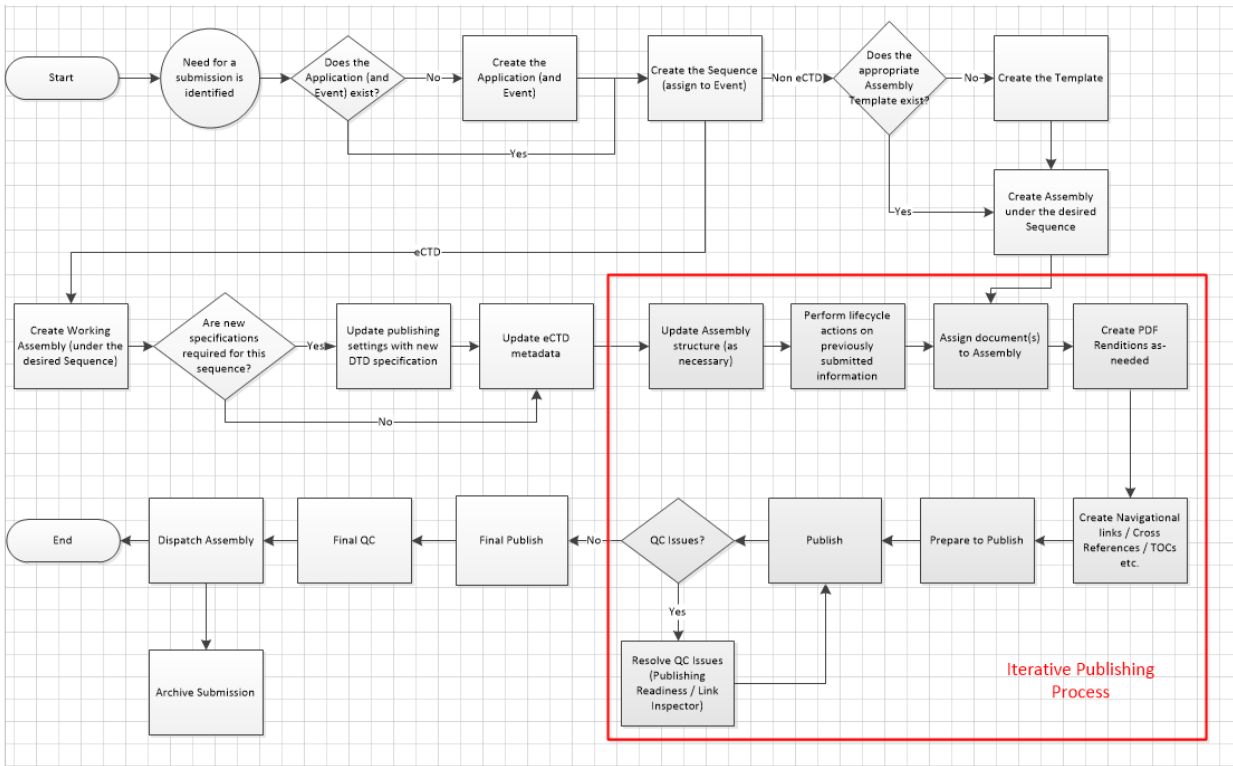 Start
Need for a
submission is
identified
Does the
Application (and
Event) exist?
No
Create the
Application (and
Event)
Yes
Create the Sequence
(assign to Event)
Non eCTD
Does the
appropriate
Assembly
Template exist?
No
Create the Template
Yes
Create Assembly
under the desired
Sequence
eCTD
Create Working
Assembly (under the
desired Sequence)
Are new
specifications
required for this
sequence?
Yes
Update publishing
settings with new
DTD specification
Update eCTD
metadata
No
Update Assembly
structure (as
necessary)
Perform lifecycle
actions on
previously
submitted
information
Assign document(s)
to Assembly
Create PDF
Renditions as-
needed
End
Dispatch Assembly
Final QC
Final Publish
No
QC Issues?
Publish
Prepare to Publish
Create Navigational
links / Cross
References / TOCs
etc.
Yes
Archive Submission
Resolve QC Issues
(Publishing
Readiness / Link
Inspector)
Iterative Publishing
Process